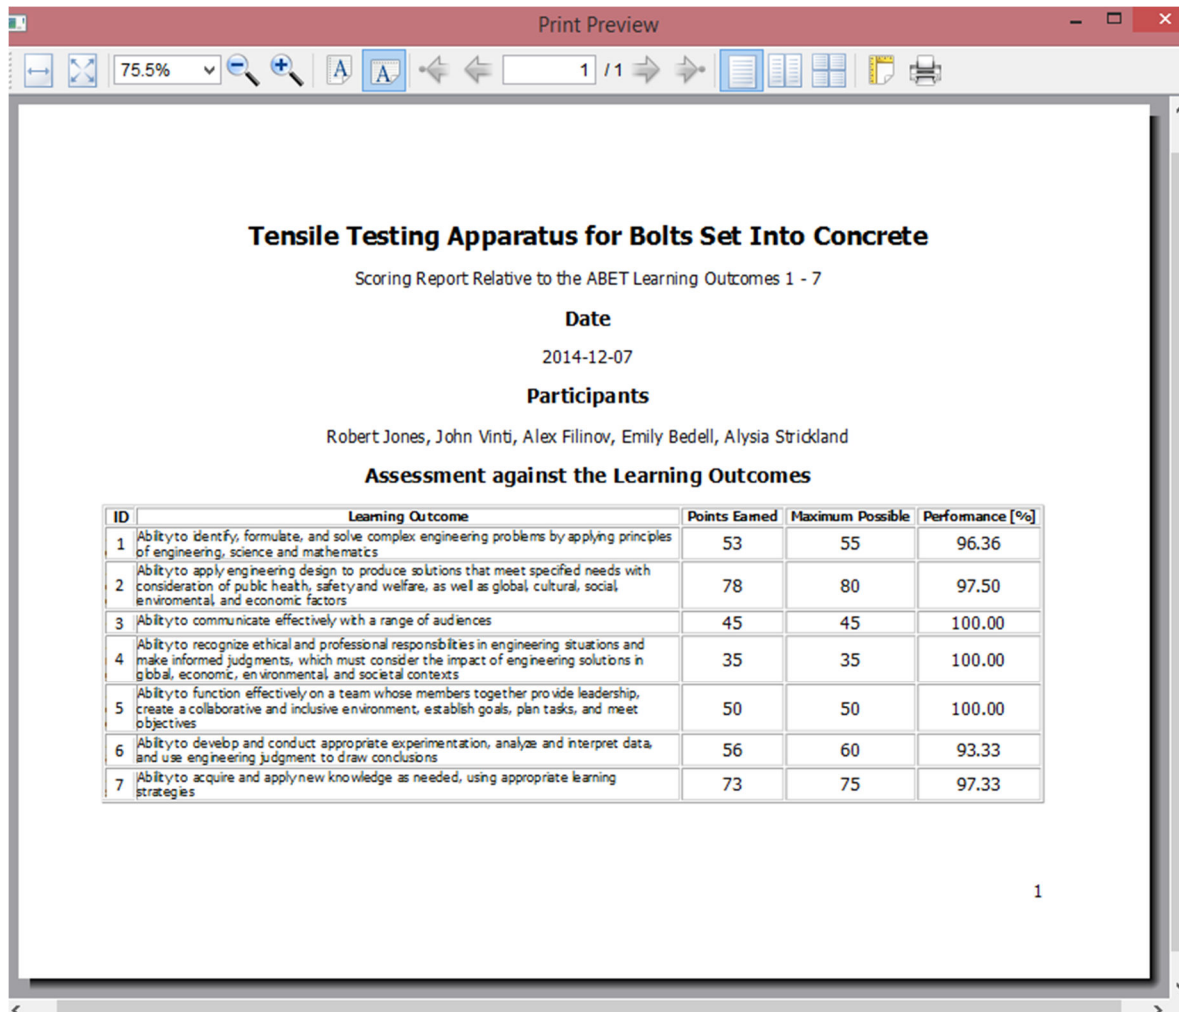 Print Preview
75.5%
1 / 1
Tensile Testing Apparatus for Bolts Set Into Concrete
Scoring Report Relative to the ABET Learning Outcomes 1 - 7
Date
2014-12-07
Participants
Robert Jones, John Vinti, Alex Filinov, Emily Bedell, Alysia Strickland
Assessment against the Learning Outcomes
ID Learning Outcome Points Earned Maximum Possible Performance [%]
1 Ability to identify, formulate, and solve complex engineering problems by applying principles
of engineering, science and mathematics 53 55 96.36
2 Ability to apply engineering design to produce solutions that meet specified needs with
consideration of public health, safety and welfare, as well as global, cultural, social,
enviromental, and economic factors 78 80 97.50
3 Ability to communicate effectively with a range of audiences 45 45 100.00
4 Ability to recognize ethical and professional responsibilities in engineering situations and
make informed judgments, which must consider the impact of engineering solutions in
global, economic, environmental, and societal contexts 35 35 100.00
5 Ability to function effectively on a team whose members together provide leadership,
create a collaborative and inclusive environment, establish goals, plan tasks, and meet
objectives 50 50 100.00
6 Ability to develop and conduct appropriate experimentation, analyze and interpret data,
and use engineering judgment to draw conclusions 56 60 93.33
7 Ability to acquire and apply new knowledge as needed, using appropriate learning
strategies 73 75 97.33
1